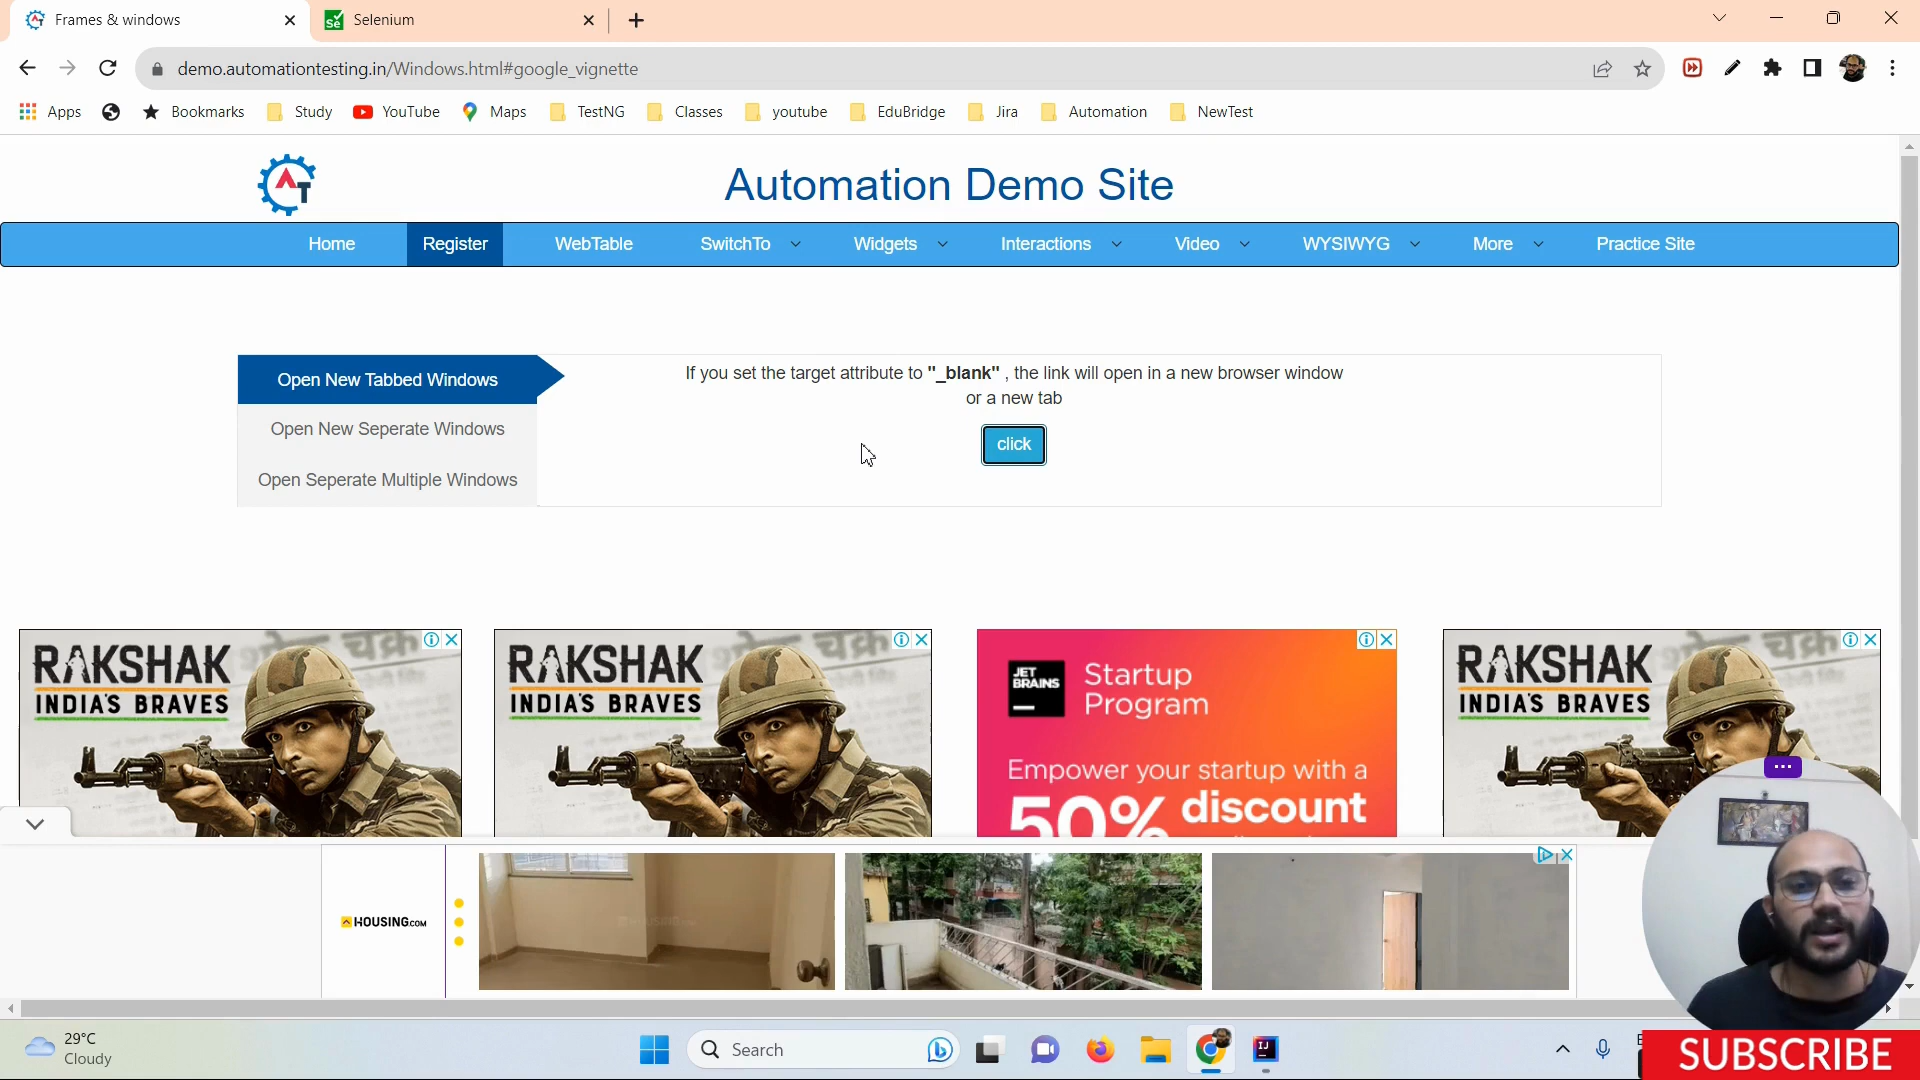 Frames & windows
Selenium
demo.automationtesting.in/Windows.html#google_vignette
Apps
Bookmarks
Study
YouTube
Maps
TestNG
Classes
youtube
EduBridge
Jira
Automation
NewTest
AT
Automation Demo Site
Home
Register
WebTable
SwitchTo
Widgets
Interactions
Video
WYSIWYG
More
Practice Site
Open New Tabbed Windows
Open New Seperate Windows
Open Seperate Multiple Windows
If you set the target attribute to "_blank" , the link will open in a new browser window
or a new tab
click
RAKSHAK
INDIA'S BRAVES
RAKSHAK
INDIA'S BRAVES
JET
BRAINS
Startup
Program
Empower your startup with a
50% discount
RAKSHAK
INDIA'S BRAVES
HOUSING.COM
29°C
Cloudy
Search
SUBSCRIBE